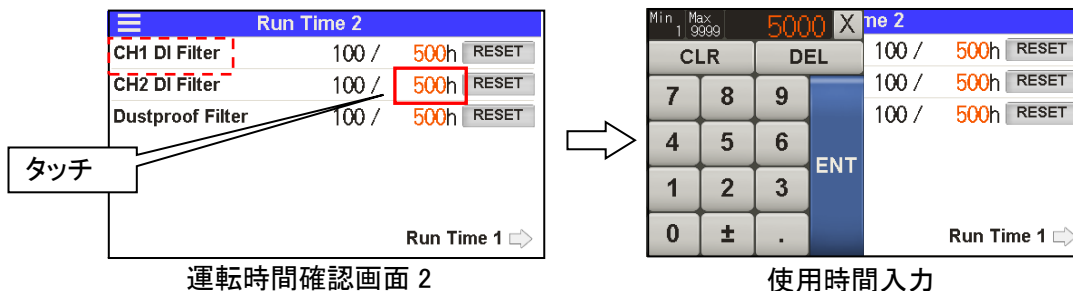 Run Time 2
CH1 DI Filter 100 / 500h RESET
CH2 DI Filter 100 / 500h RESET
Dustproof Filter 100 / 500h RESET
タッチ
Run Time 1
運転時間確認画面 2
Min 1 Max 9999 5000 X me 2
CLR DEL 100 / 500h RESET
7 8 9 100 / 500h RESET
100 / 500h RESET
4 5 6 ENT
1 2 3
0 ± . Run Time 1
使用時間入力